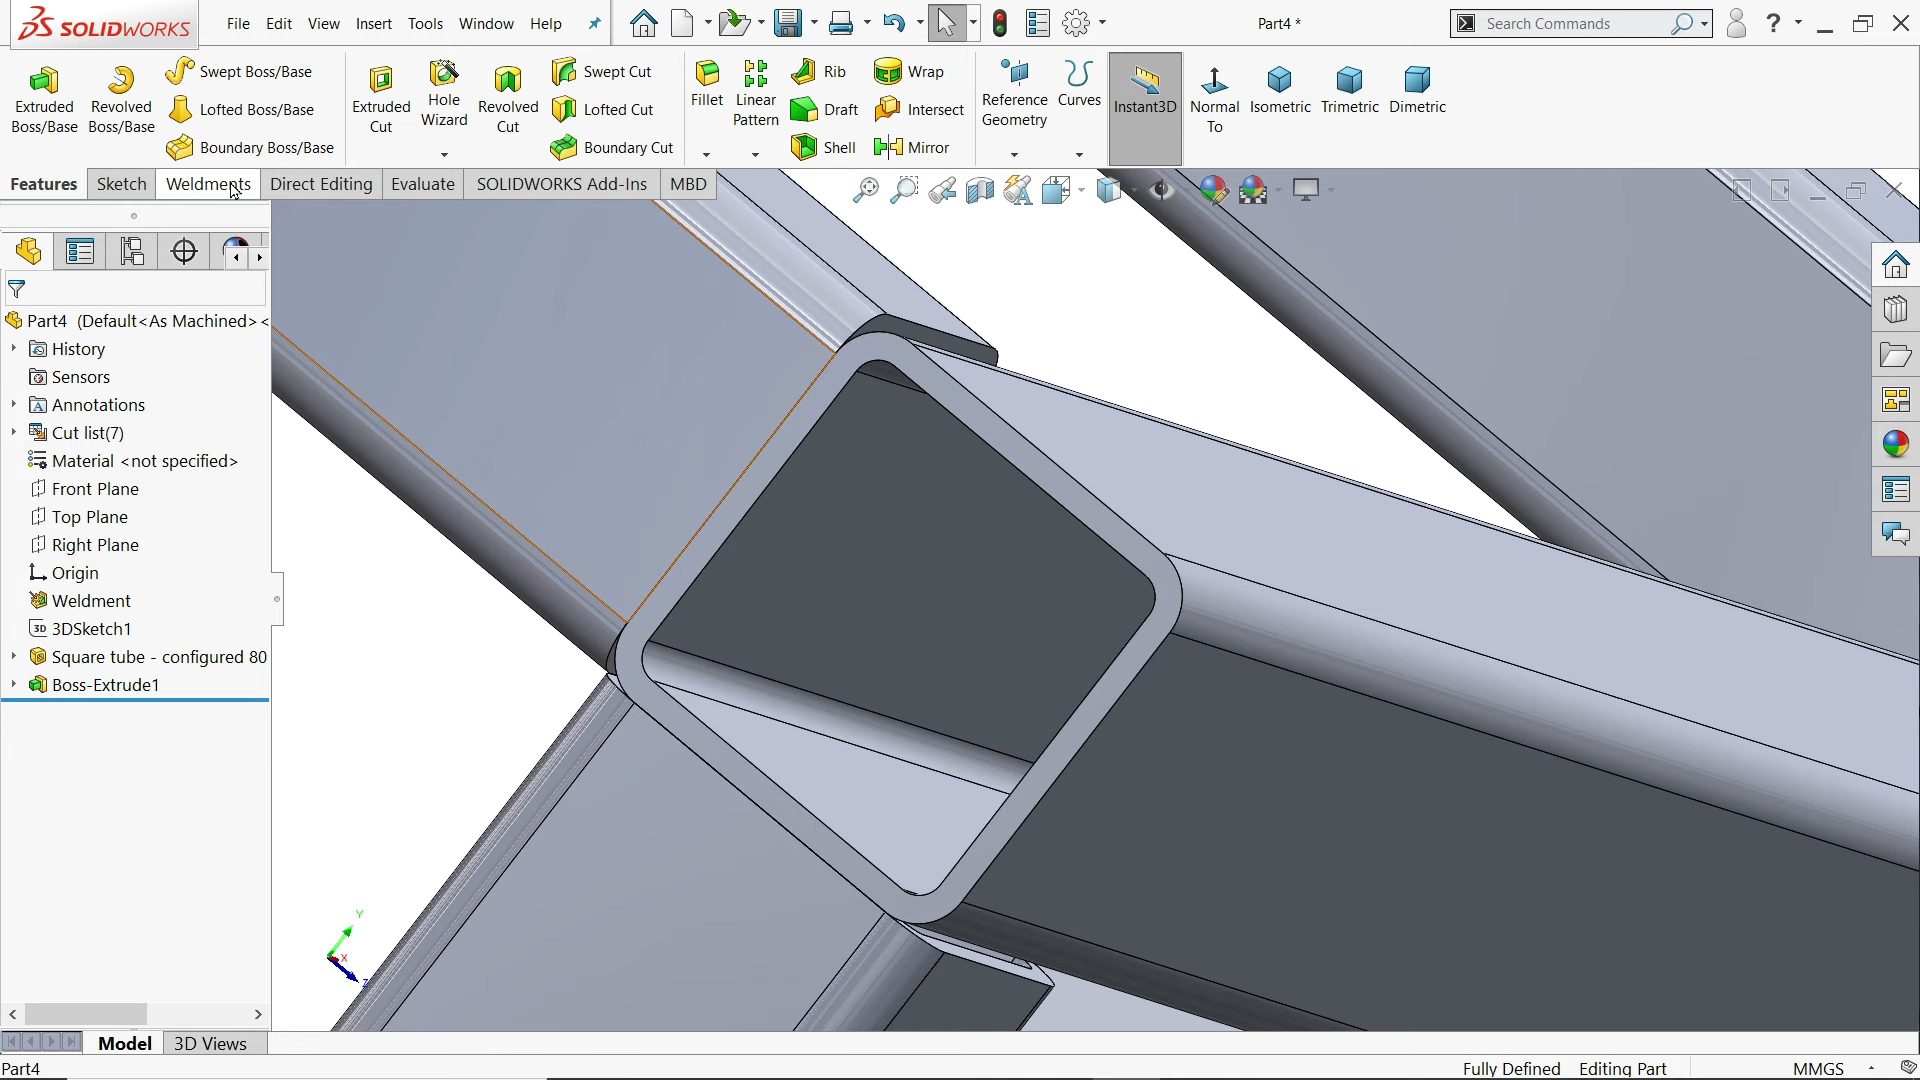 SOLIDWORKS
File Edit View Insert Tools Window Help
Part4 *
Search Commands
?
Extruded Boss/Base
Revolved Boss/Base
Swept Boss/Base
Lofted Boss/Base
Boundary Boss/Base
Extruded Cut
Hole Wizard
Revolved Cut
Swept Cut
Lofted Cut
Boundary Cut
Fillet
Linear Pattern
Rib
Draft
Shell
Wrap
Intersect
Mirror
Reference Geometry
Curves
Instant3D
Normal To
Isometric
Trimetric
Dimetric
Features Sketch Weldments Direct Editing Evaluate SOLIDWORKS Add-Ins MBD
Part4 (Default<As Machined> <
History
Sensors
Annotations
Cut list(7)
Material <not specified>
Front Plane
Top Plane
Right Plane
Origin
Weldment
3DSketch1
Square tube - configured 80
Boss-Extrude1
Y
X
Z
Model 3D Views
Part4
Fully Defined Editing Part MMGS